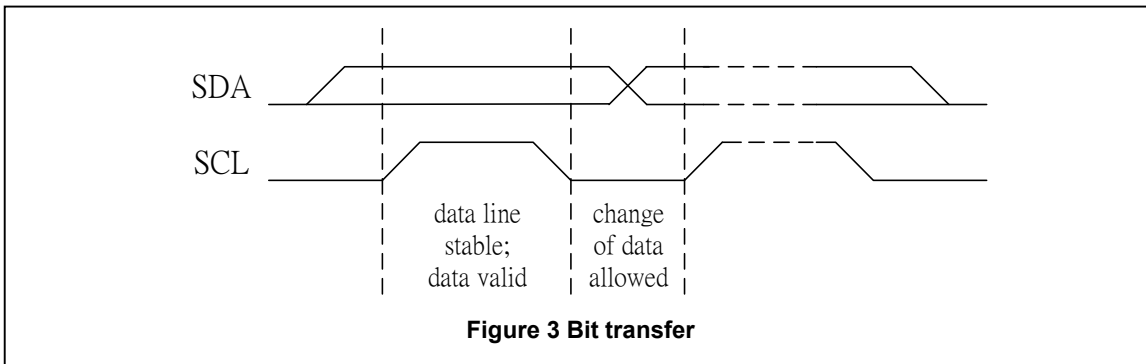 SDA
SCL
data line
stable;
data valid
change
of data
allowed
Figure 3 Bit transfer